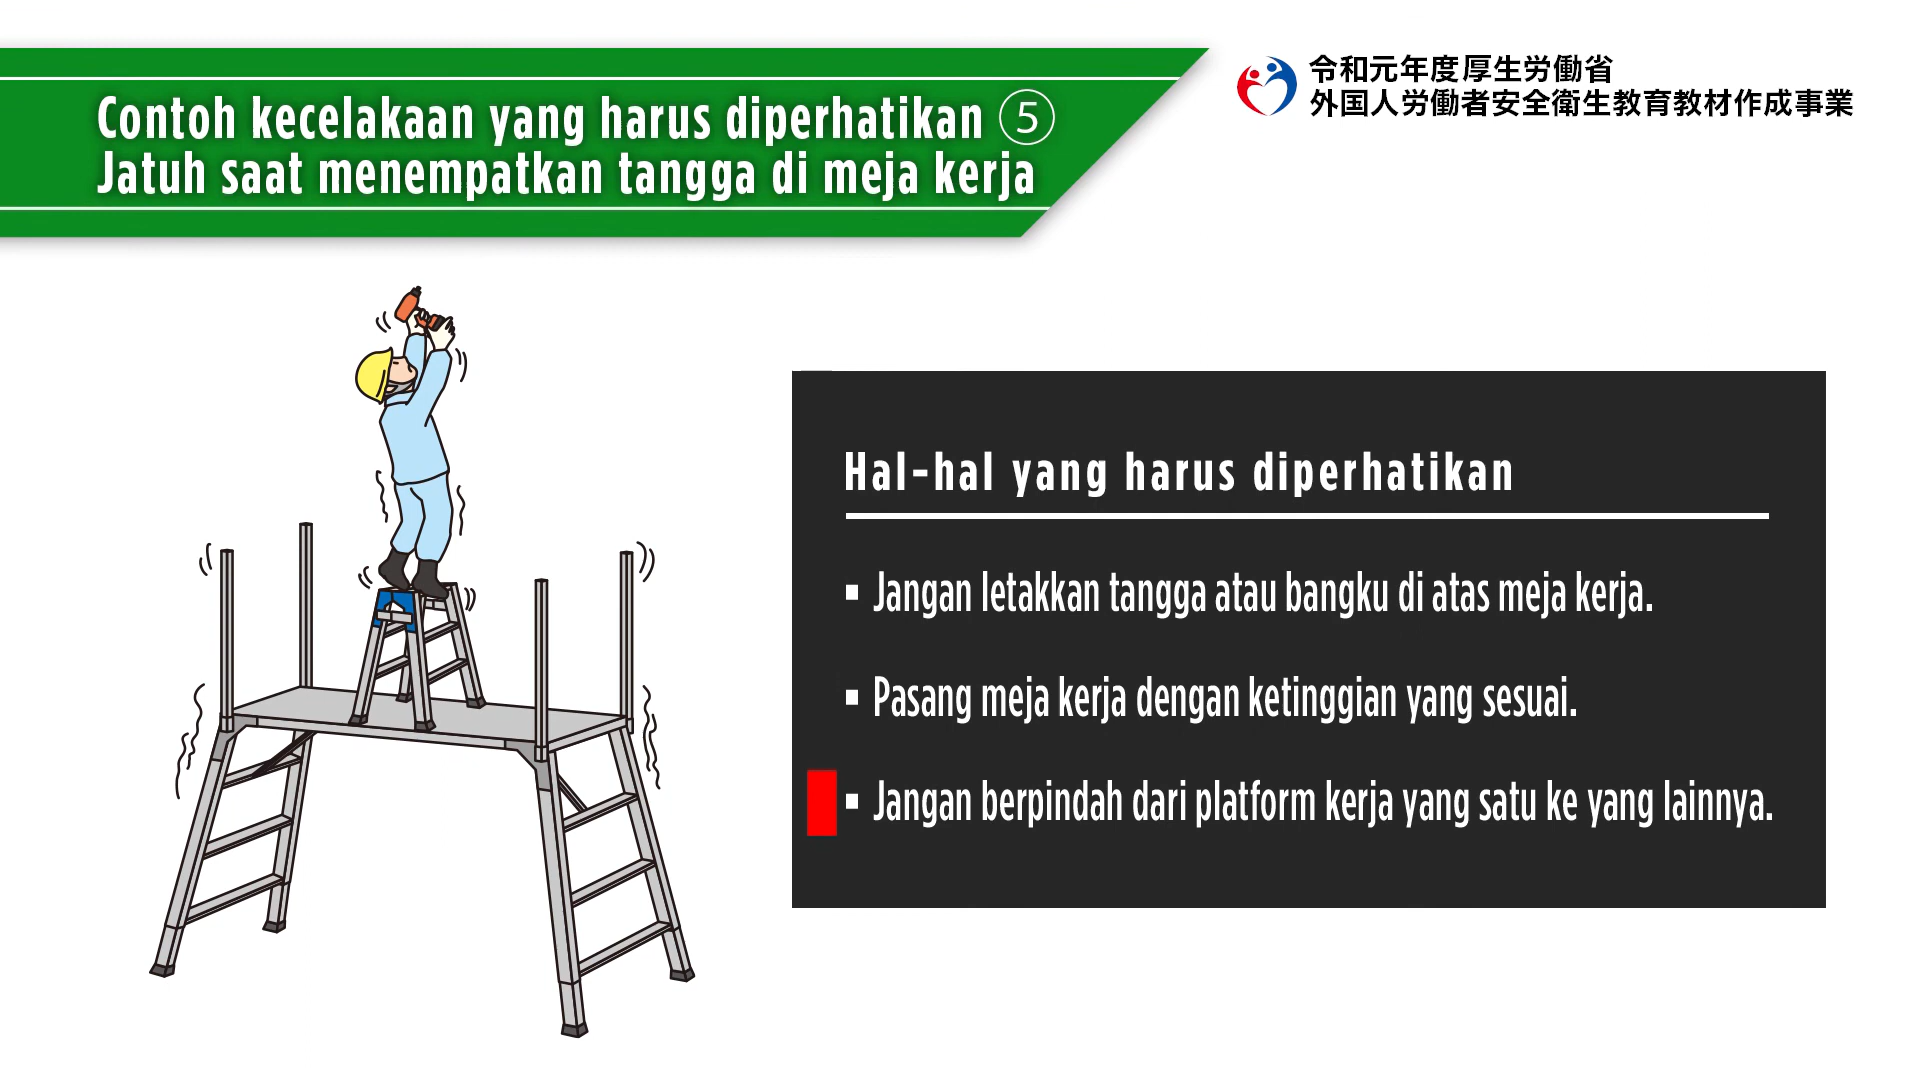 Contoh kecelakaan yang harus diperhatikan ⑤
Jatuh saat menempatkan tangga di meja kerja
令和元年度厚生労働省
外国人労働者安全衛生教育教材作成事業
Hal-hal yang harus diperhatikan
▪ Jangan letakkan tangga atau bangku di atas meja kerja.
▪ Pasang meja kerja dengan ketinggian yang sesuai.
▪ Jangan berpindah dari platform kerja yang satu ke yang lainnya.